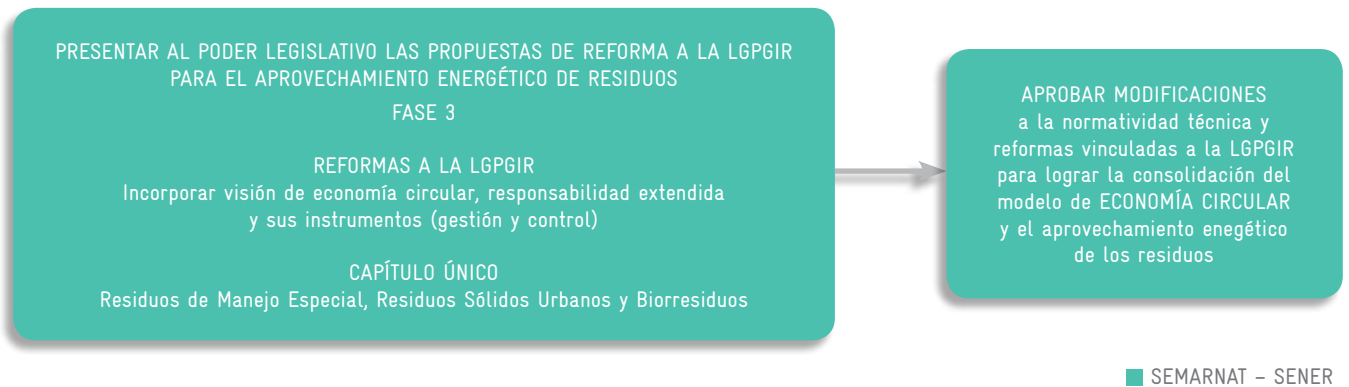 PRESENTAR AL PODER LEGISLATIVO LAS PROPUESTAS DE REFORMA A LA LGPGIR
PARA EL APROVECHAMIENTO ENERGÉTICO DE RESIDUOS
FASE 3
REFORMAS A LA LGPGIR
Incorporar visión de economía circular, responsabilidad extendida
y sus instrumentos (gestión y control)
CAPÍTULO ÚNICO
Residuos de Manejo Especial, Residuos Sólidos Urbanos y Biorresiduos
APROBAR MODIFICACIONES
a la normatividad técnica y
reformas vinculadas a la LGPGIR
para lograr la consolidación del
modelo de ECONOMÍA CIRCULAR
y el aprovechamiento enegético
de los residuos
SEMARNAT – SENER